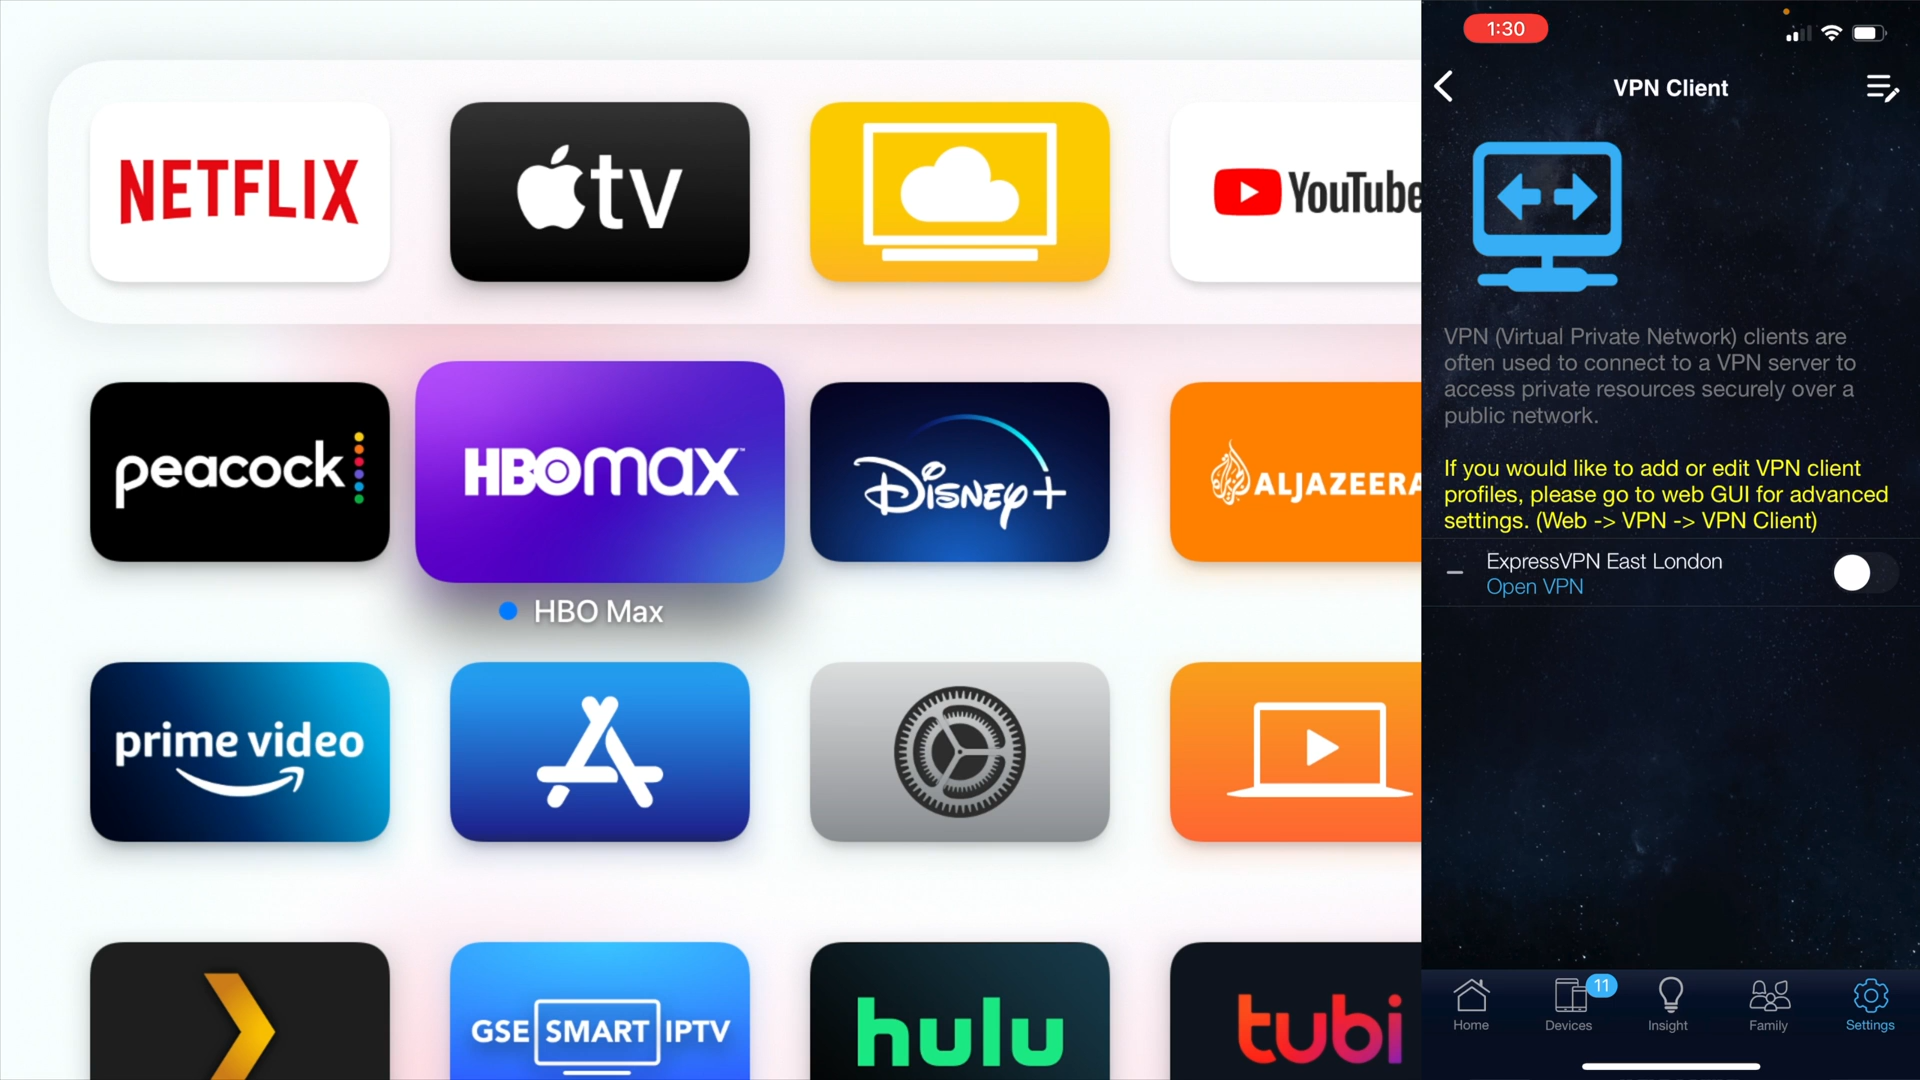 NETFLIX
tv
YouTube
peacock
HBOmax
Disney+
ALJAZEERA
HBO Max
prime video
GSE SMART IPTV
hulu
tubi
1:30
VPN Client
VPN (Virtual Private Network) clients are
often used to connect to a VPN server to
access private resources securely over a
public network.
If you would like to add or edit VPN client
profiles, please go to web GUI for advanced
settings. (Web -> VPN -> VPN Client)
ExpressVPN East London
Open VPN
11
Home
Devices
Insight
Family
Settings